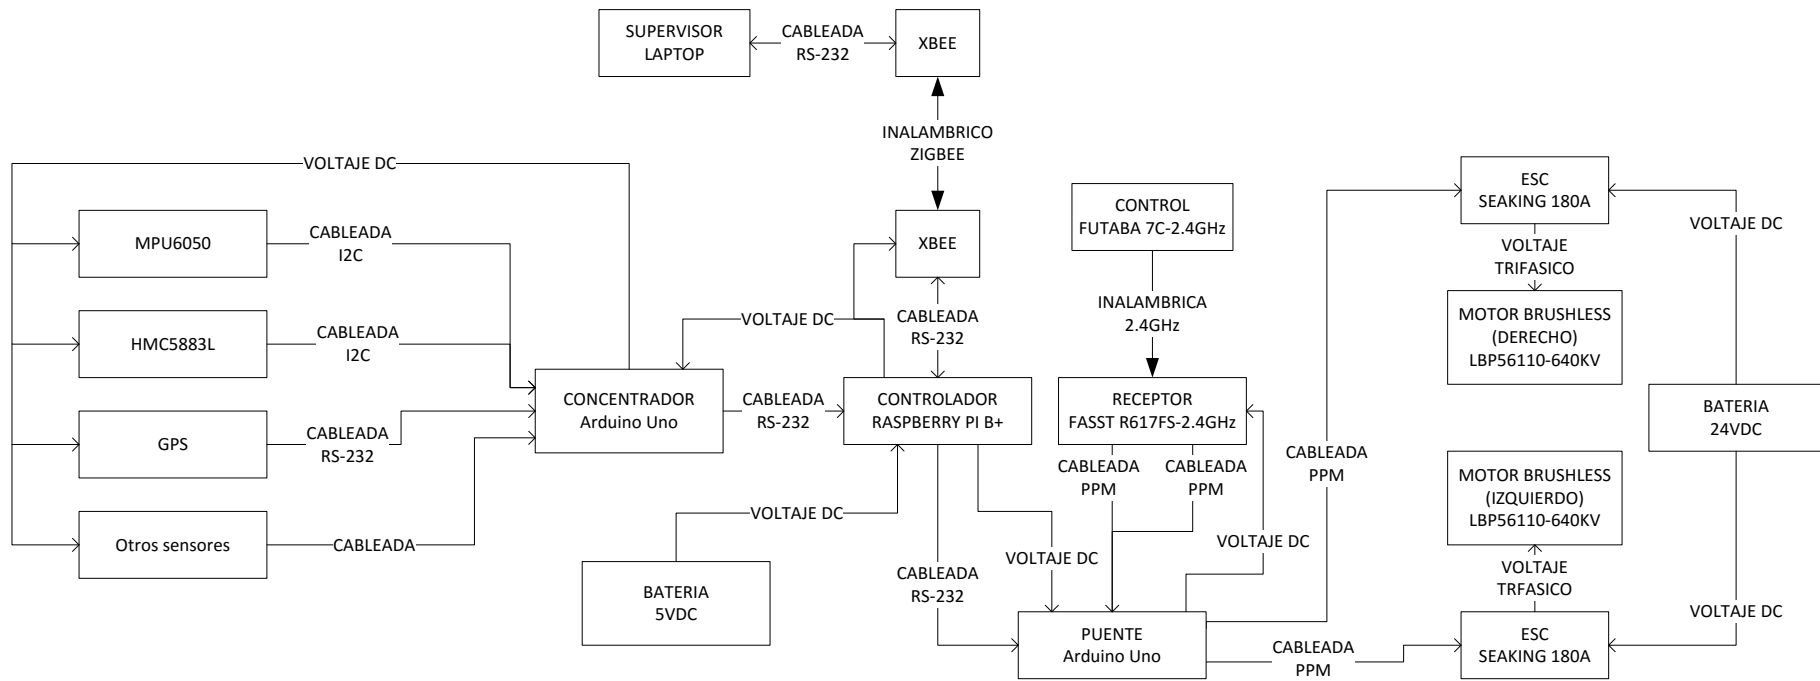 SUPERVISOR
LAPTOP
CABLEADA
RS-232
XBEE
INALAMBRICO
ZIGBEE
VOLTAJE DC
MPU6050
CABLEADA
I2C
HMC5883L
CABLEADA
I2C
GPS
CABLEADA
RS-232
Otros sensores
CABLEADA
CONCENTRADOR
Arduino Uno
CABLEADA
RS-232
VOLTAJE DC
XBEE
CABLEADA
RS-232
CONTROLADOR
RASPBERRY PI B+
VOLTAJE DC
BATERIA
5VDC
CABLEADA
RS-232
VOLTAJE DC
CONTROL
FUTABA 7C-2.4GHz
INALAMBRICA
2.4GHz
RECEPTOR
FASST R617FS-2.4GHz
CABLEADA
PPM
CABLEADA
PPM
VOLTAJE DC
PUENTE
Arduino Uno
CABLEADA
PPM
CABLEADA
PPM
ESC
SEAKING 180A
VOLTAJE
TRIFASICO
MOTOR BRUSHLESS
(DERECHO)
LBP56110-640KV
VOLTAJE DC
BATERIA
24VDC
MOTOR BRUSHLESS
(IZQUIERDO)
LBP56110-640KV
VOLTAJE
TRFASICO
ESC
SEAKING 180A
VOLTAJE DC